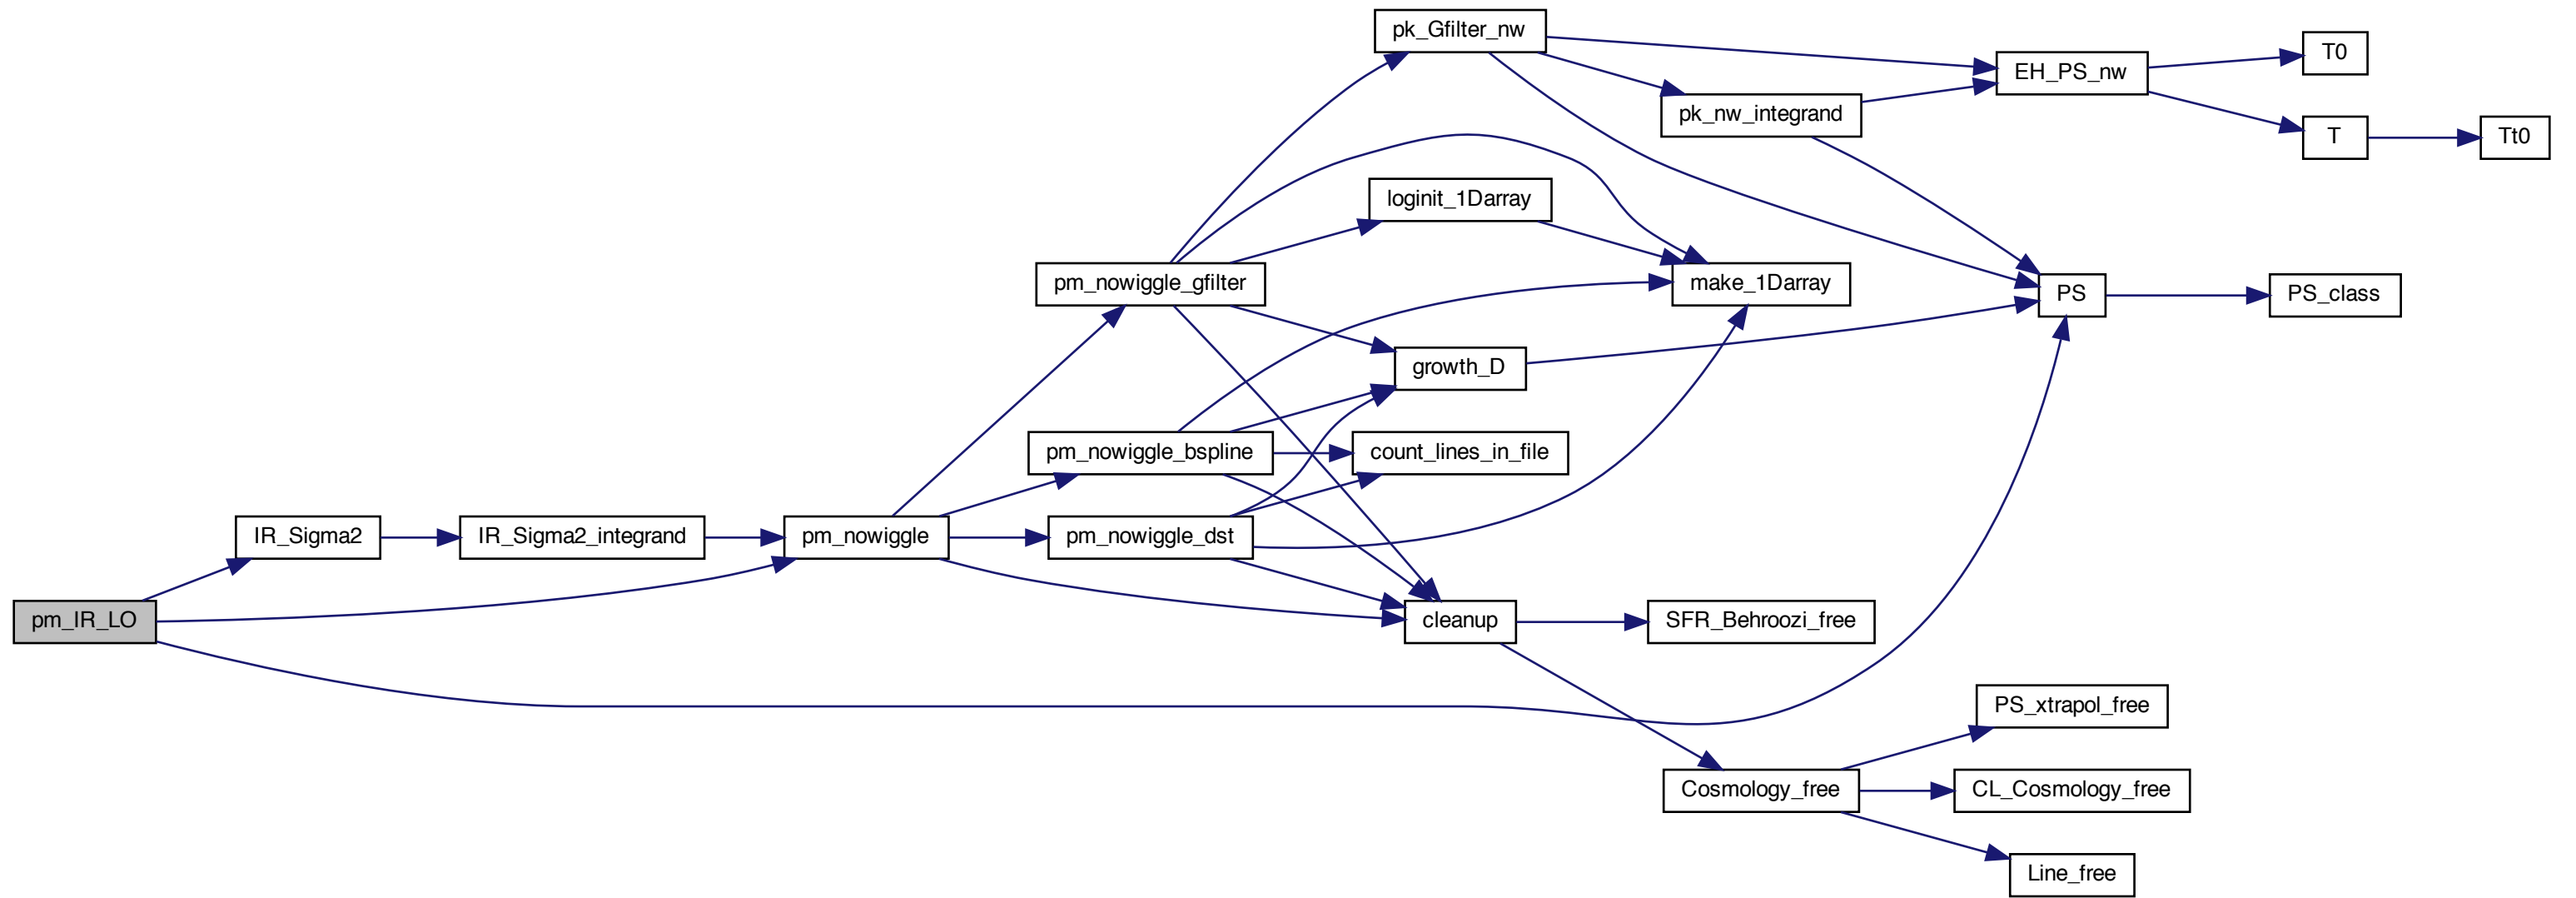 pk_Gfilter_nw
T0
EH_PS_nw
pk_nw_integrand
T
Tt0
loginit_1Darray
pm_nowiggle_gfilter
make_1Darray
PS
PS_class
growth_D
pm_nowiggle_bspline
count_lines_in_file
IR_Sigma2
IR_Sigma2_integrand
pm_nowiggle
pm_nowiggle_dst
pm_IR_LO
cleanup
SFR_Behroozi_free
PS_xtrapol_free
Cosmology_free
CL_Cosmology_free
Line_free